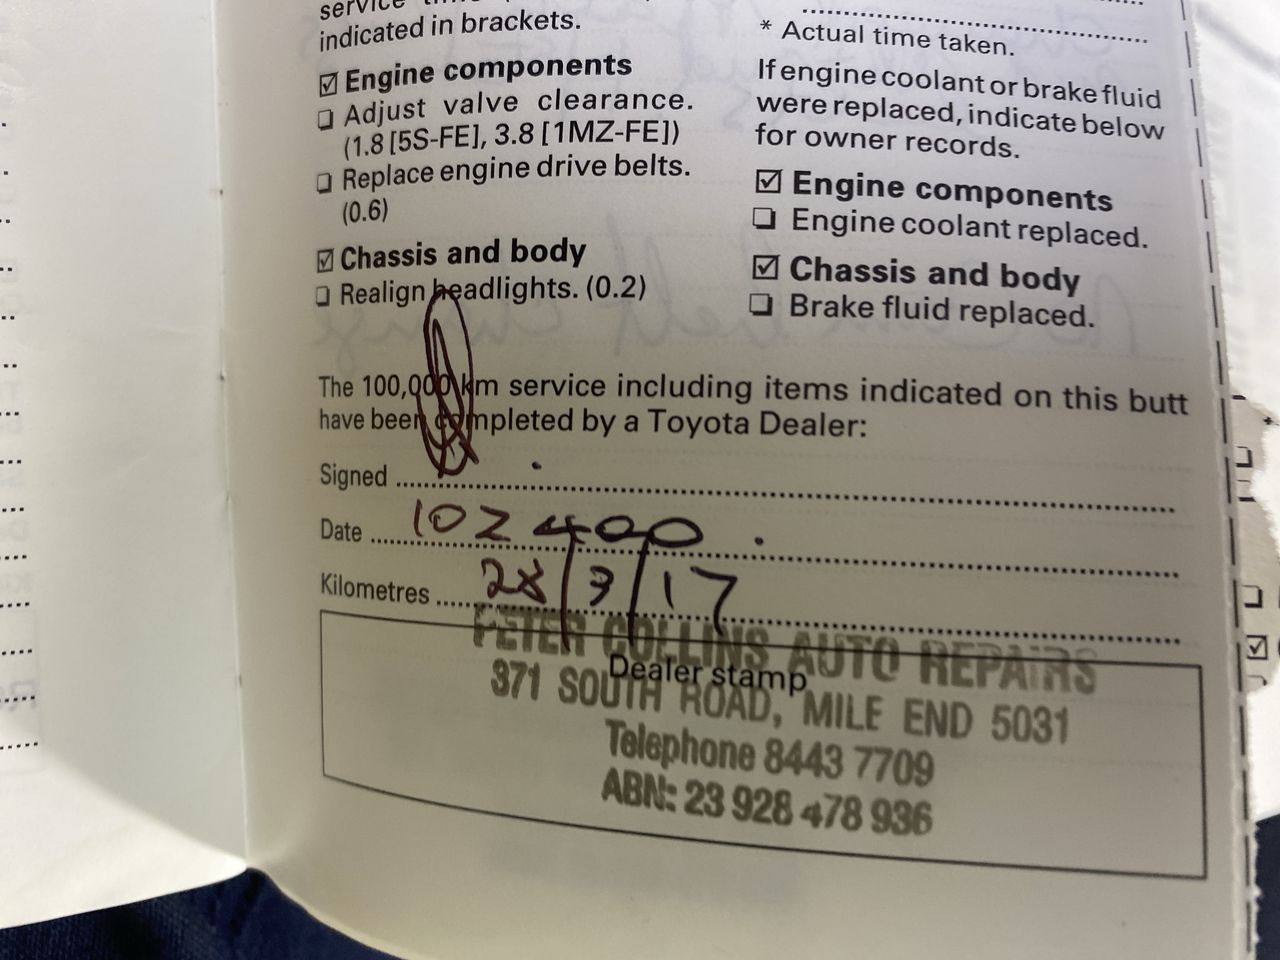 service
indicated in brackets.
☑ Engine components
❑ Adjust valve clearance.
(1.8 [5S-FE], 3.8 [1MZ-FE])
❑ Replace engine drive belts.
(0.6)
☑ Chassis and body
❑ Realign headlights. (0.2)
* Actual time taken.
If engine coolant or brake fluid
were replaced, indicate below
for owner records.
☑ Engine components
❑ Engine coolant replaced.
☑ Chassis and body
❑ Brake fluid replaced.
The 100,000 km service including items indicated on this butt
have been completed by a Toyota Dealer:
Signed
Date 102 400
Kilometres 28/3/17
PETER COLLINS AUTO REPAIRS
Dealer stamp
371 SOUTH ROAD, MILE END 5031
Telephone 8443 7709
ABN: 23 928 478 936